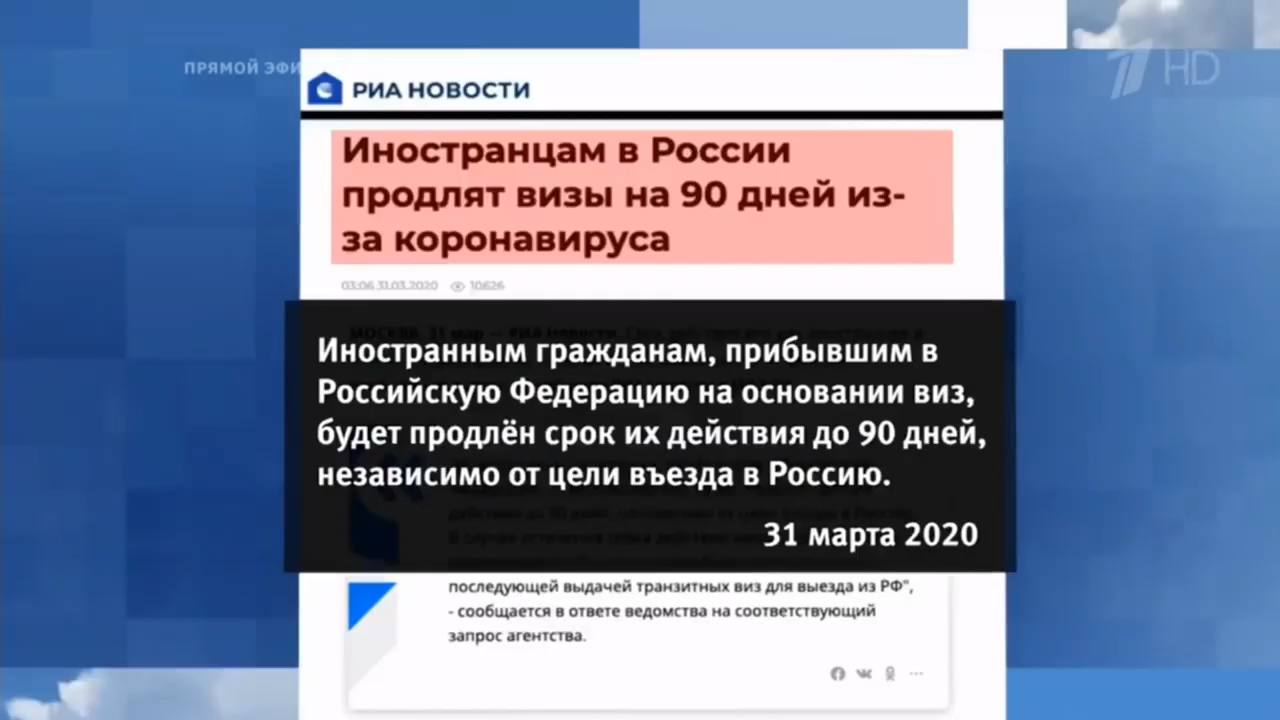 ПРЯМОЙ ЭФИ
HD
РИА НОВОСТИ
Иностранцам в России
продлят визы на 90 дней из-
за коронавируса
03:06 31.03.2020 10626
Иностранным гражданам, прибывшим в
Российскую Федерацию на основании виз,
будет продлён срок их действия до 90 дней,
независимо от цели въезда в Россию.
31 марта 2020
последующей выдачей транзитных виз для выезда из РФ",
- сообщается в ответе ведомства на соответствующий
запрос агентства.